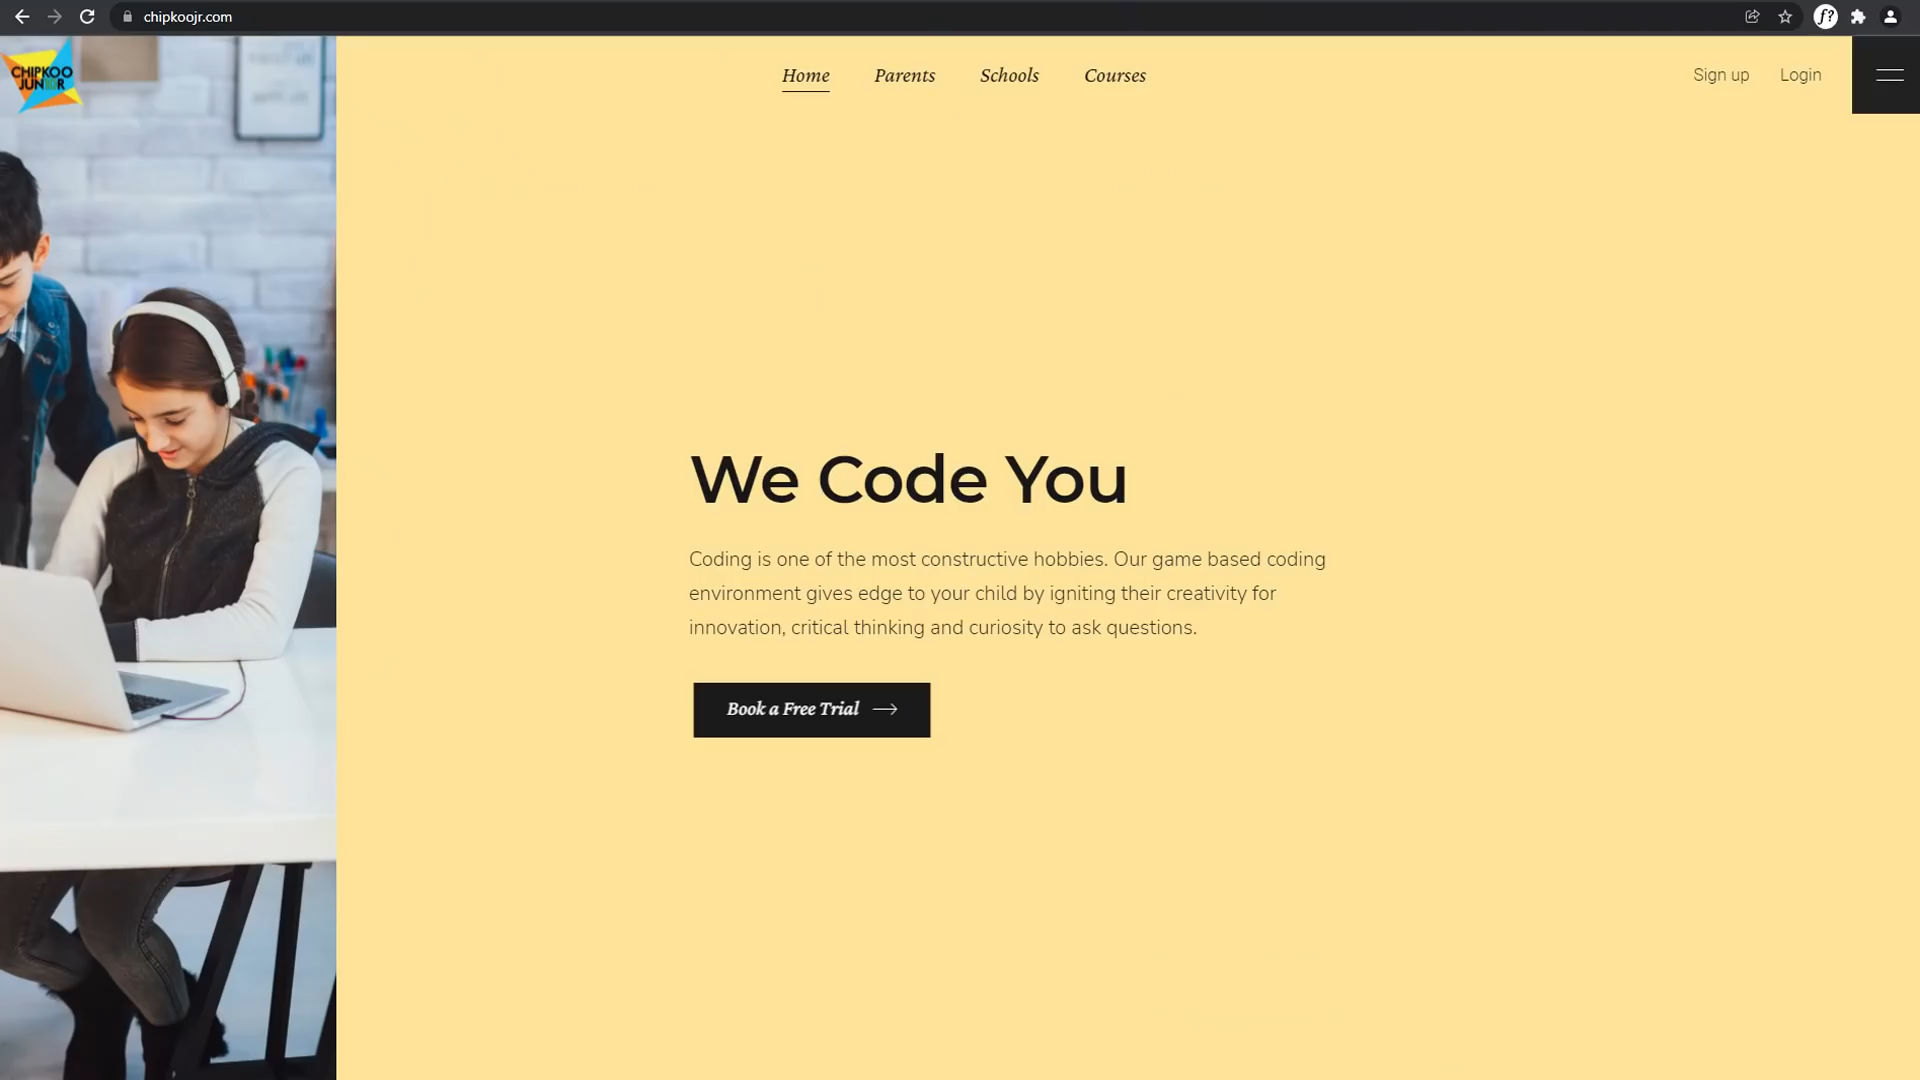 chipkoojr.com
f?
CHIPKOO
JUNIOR
Home Parents Schools Courses
Sign up Login
We Code You
Coding is one of the most constructive hobbies. Our game based coding
environment gives edge to your child by igniting their creativity for
innovation, critical thinking and curiosity to ask questions.
Book a Free Trial